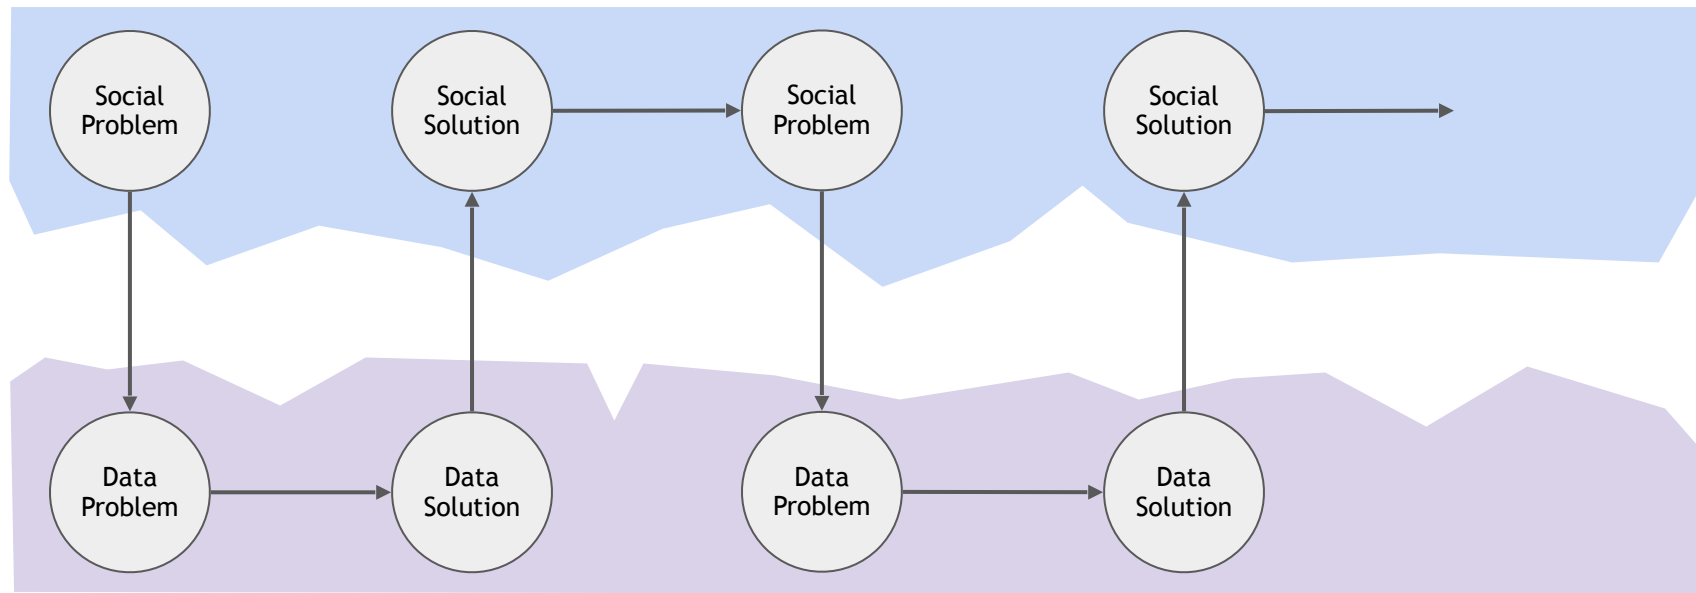 Social
Problem
Social
Solution
Social
Problem
Social
Solution
Data
Problem
Data
Solution
Data
Problem
Data
Solution